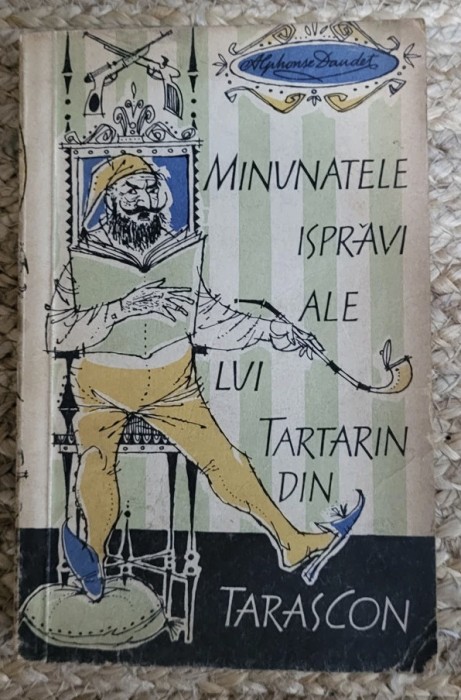 Alphonse Daudet
MINUNATELE
ISPRĂVI
ALE
LUI
TARTARIN
DIN
TARASCON